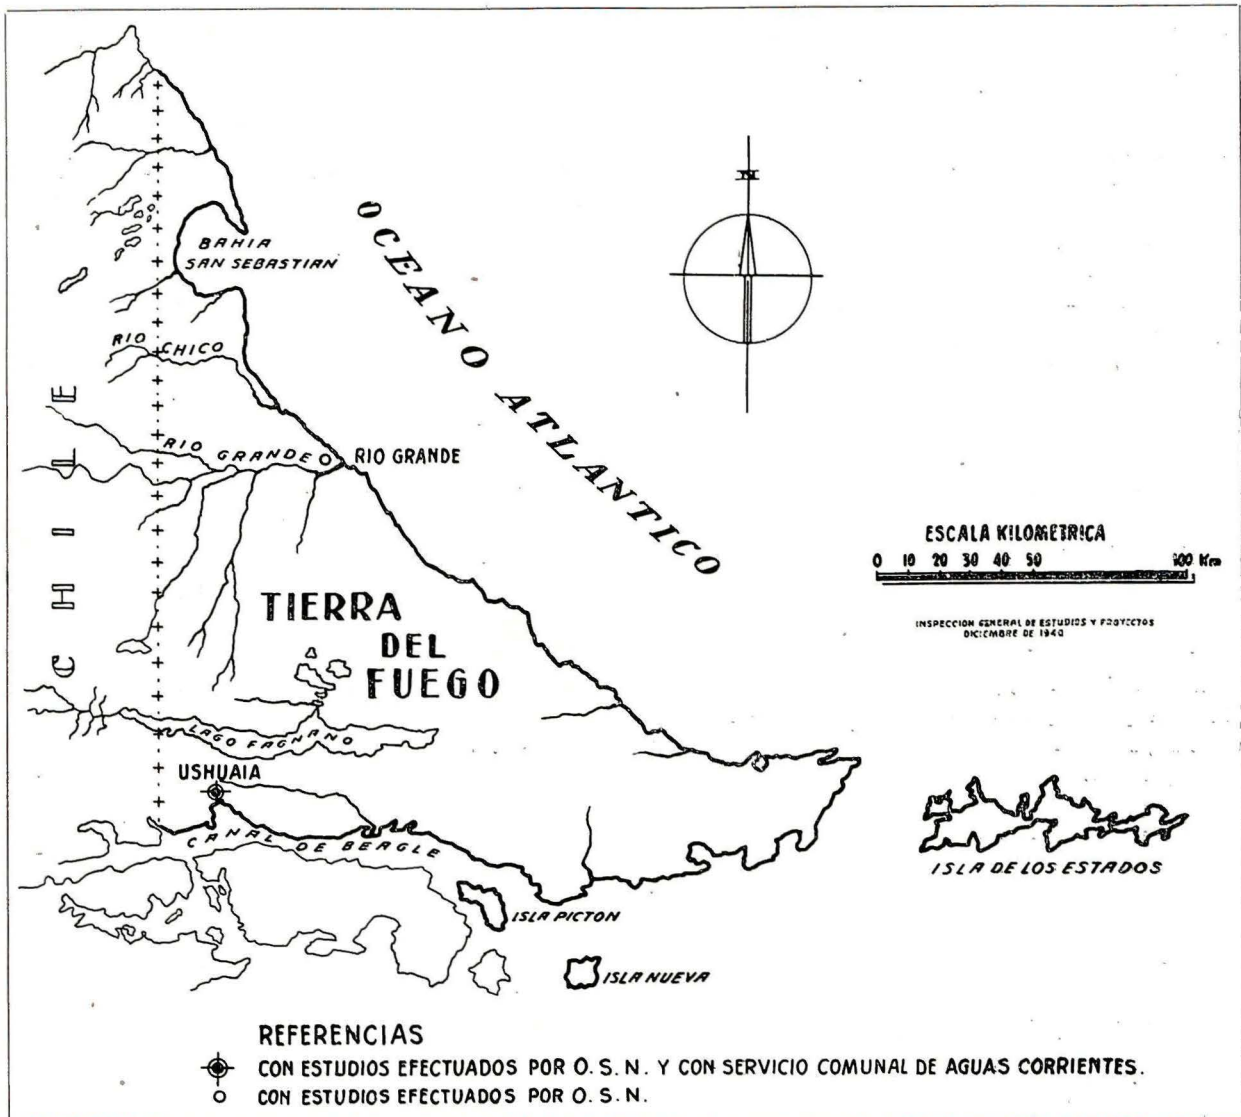 N
OCEANO ATLANTICO
BAHIA
SAN SEBASTIAN
RIO CHICO
CHILE
RIO GRANDE
RIO GRANDE
ESCALA KILOMETRICA
0 10 20 30 40 50 100 Km
INSPECCION GENERAL DE ESTUDIOS Y PROYECTOS
DICIEMBRE DE 1940
TIERRA
DEL
FUEGO
LAGO FAGNANO
USHUAIA
CANAL DE BEAGLE
ISLA DE LOS ESTADOS
ISLA PICTON
ISLA NUEVA
REFERENCIAS
CON ESTUDIOS EFECTUADOS POR O. S. N. Y CON SERVICIO COMUNAL DE AGUAS CORRIENTES.
CON ESTUDIOS EFECTUADOS POR O. S. N.